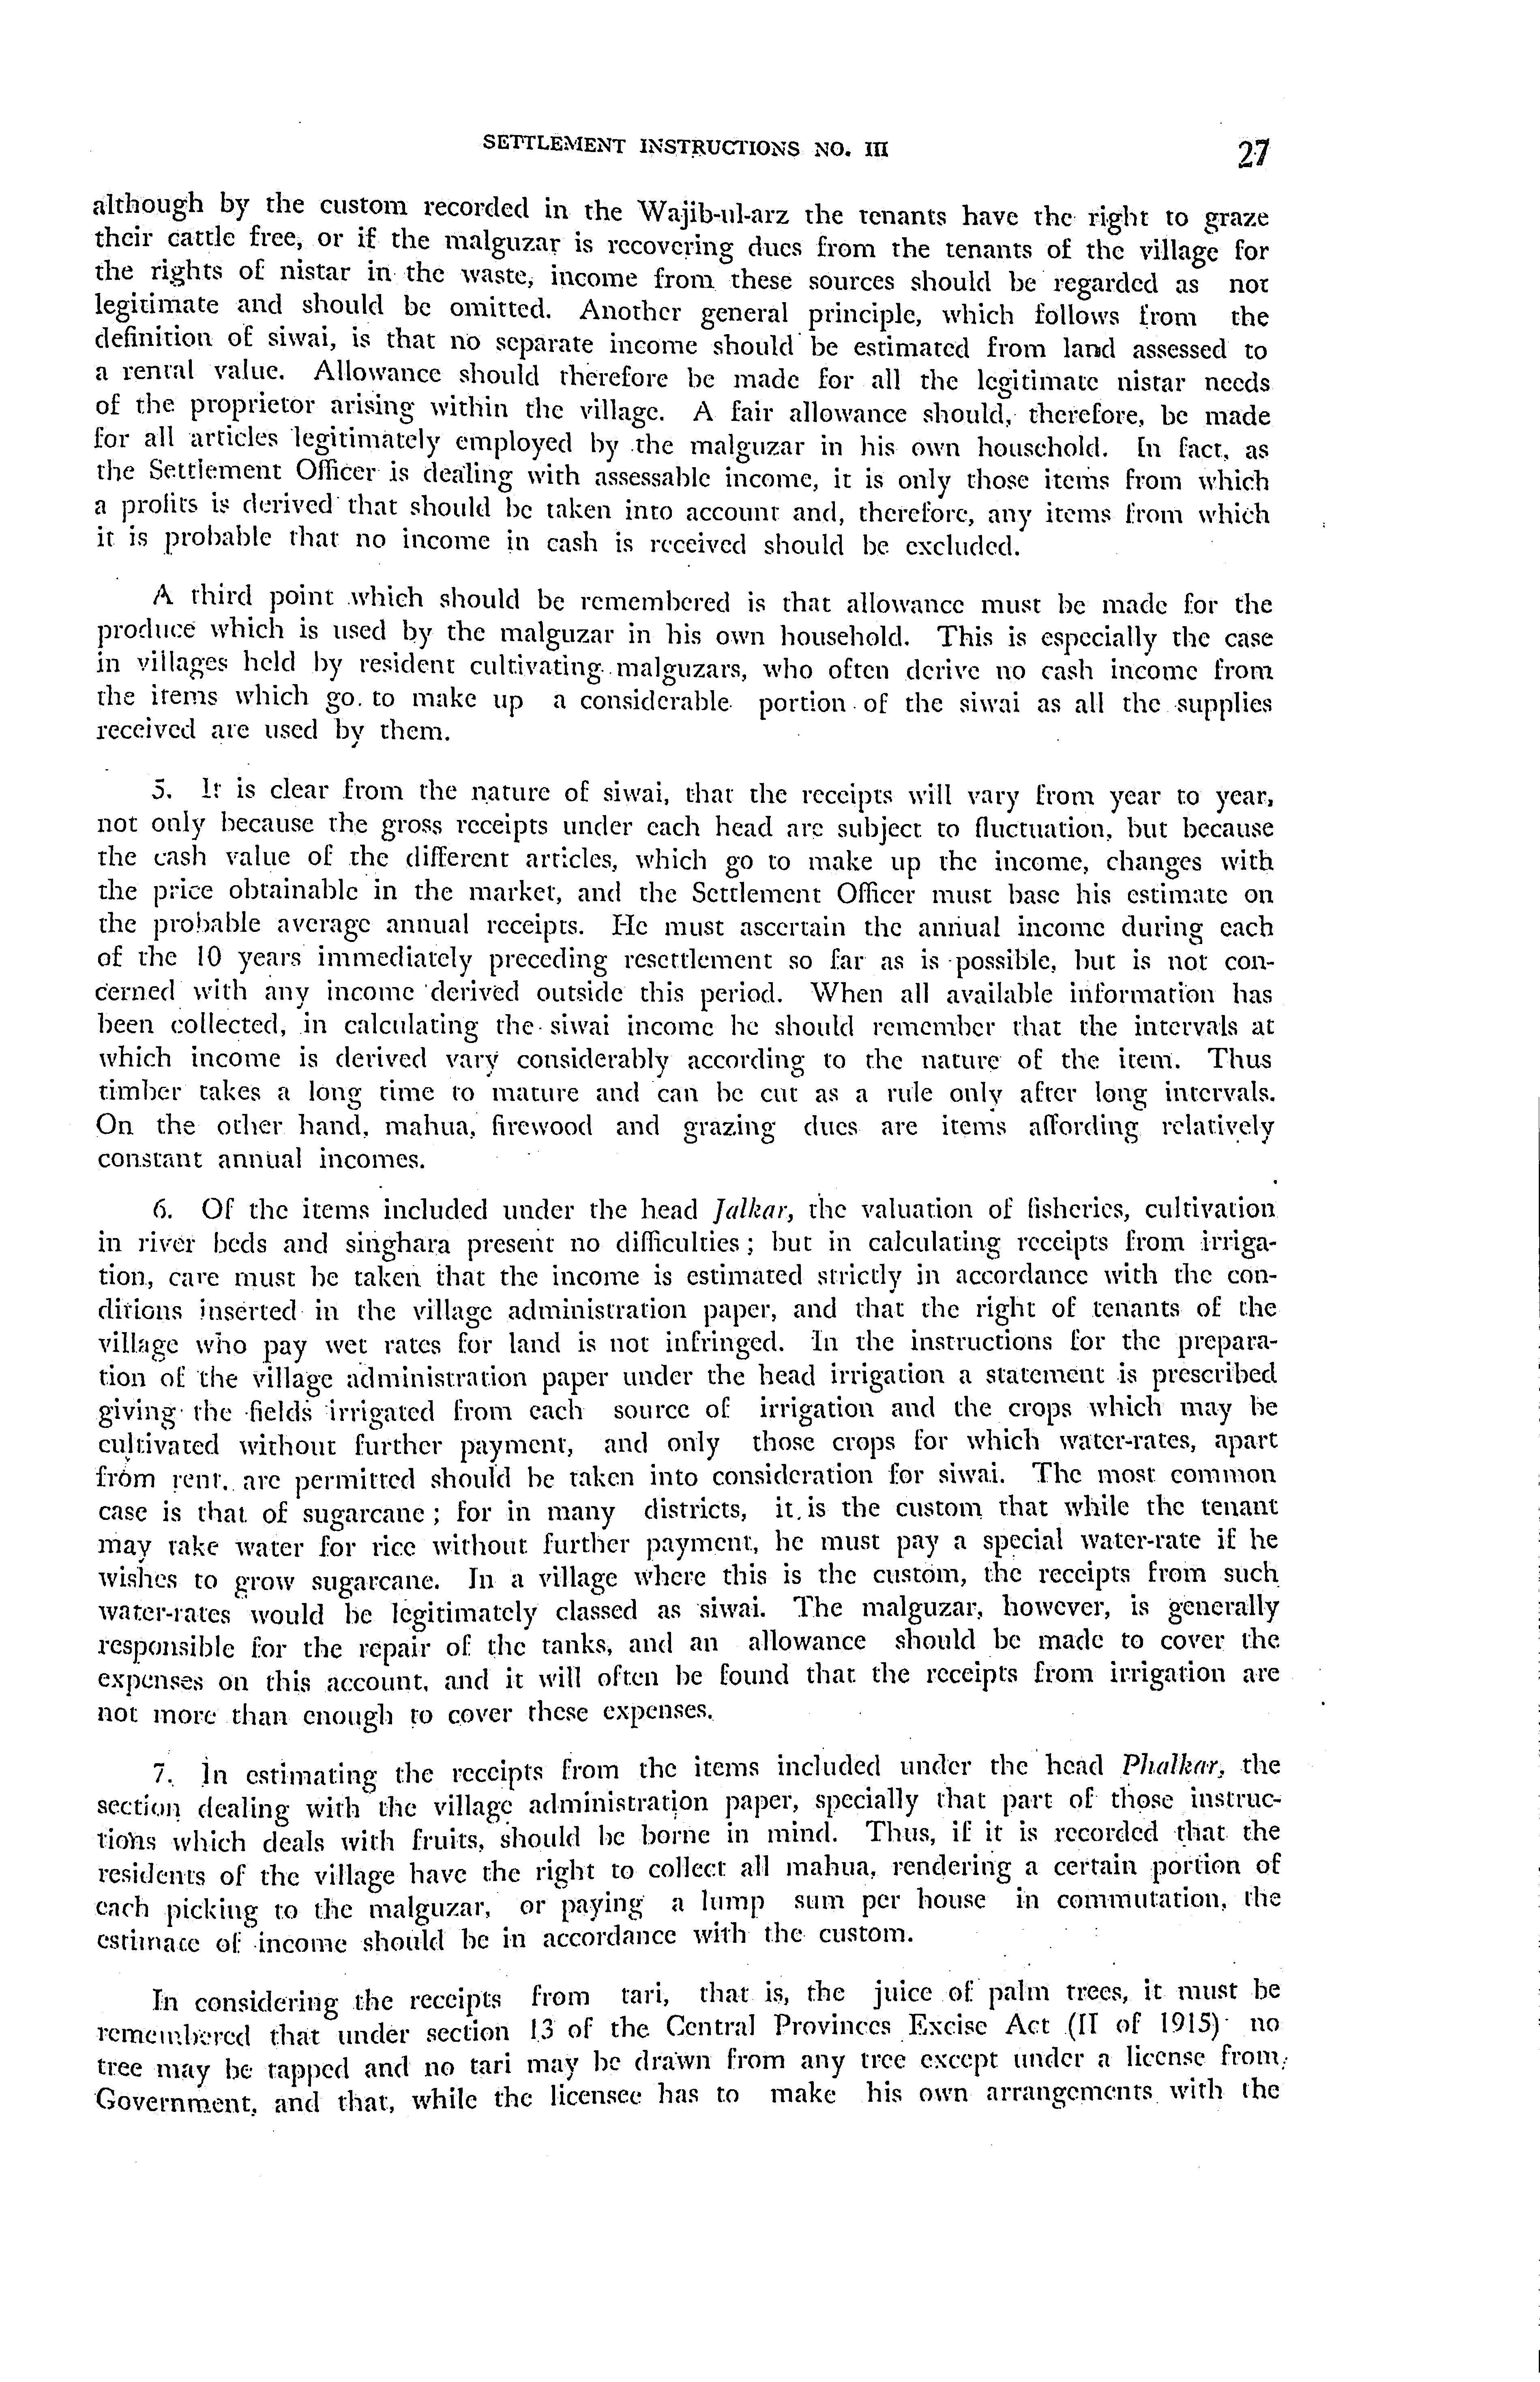 SETTLEMENT INSTRUCTIONS NO. III 27
although by the custom recorded in the Wajib-ul-arz the tenants have the right to graze
their cattle free, or if the malguzar is recovering dues from the tenants of the village for
the rights of nistar in the waste, income from these sources should be regarded as not
legitimate and should be omitted. Another general principle, which follows from the
definition of siwai, is that no separate income should be estimated from land assessed to
a rental value. Allowance should therefore be made for all the legitimate nistar needs
of the proprietor arising within the village. A fair allowance should, therefore, be made
for all articles legitimately employed by the malguzar in his own household. In fact, as
the Settlement Officer is dealing with assessable income, it is only those items from which
a profits is derived that should be taken into account and, therefore, any items from which
it is probable that no income in cash is received should be excluded.
A third point which should be remembered is that allowance must be made for the
produce which is used by the malguzar in his own household. This is especially the case
in villages held by resident cultivating malguzars, who often derive no cash income from
the items which go to make up a considerable portion of the siwai as all the supplies
received are used by them.
5. It is clear from the nature of siwai, that the receipts will vary from year to year,
not only because the gross receipts under each head are subject to fluctuation, but because
the cash value of the different articles, which go to make up the income, changes with
the price obtainable in the market, and the Settlement Officer must base his estimate on
the probable average annual receipts. He must ascertain the annual income during each
of the 10 years immediately preceding resettlement so far as is possible, but is not con-
cerned with any income derived outside this period. When all available information has
been collected, in calculating the siwai income he should remember that the intervals at
which income is derived vary considerably according to the nature of the item. Thus
timber takes a long time to mature and can be cut as a rule only after long intervals.
On the other hand, mahua, firewood and grazing dues are items affording relatively
constant annual incomes.
6. Of the items included under the head Jalkar, the valuation of fisheries, cultivation
in river beds and singhara present no difficulties; but in calculating receipts from irriga-
tion, care must be taken that the income is estimated strictly in accordance with the con-
ditions inserted in the village administration paper, and that the right of tenants of the
village who pay wet rates for land is not infringed. In the instructions for the prepara-
tion of the village administration paper under the head irrigation a statement is prescribed
giving the fields irrigated from each source of irrigation and the crops which may be
cultivated without further payment, and only those crops for which water-rates, apart
from rent, are permitted should be taken into consideration for siwai. The most common
case is that of sugarcane; for in many districts, it is the custom that while the tenant
may take water for rice without further payment, he must pay a special water-rate if he
wishes to grow sugarcane. In a village where this is the custom, the receipts from such
water-rates would be legitimately classed as siwai. The malguzar, however, is generally
responsible for the repair of the tanks, and an allowance should be made to cover the
expenses on this account, and it will often be found that the receipts from irrigation are
not more than enough to cover these expenses.
7. In estimating the receipts from the items included under the head Phalkar, the
section dealing with the village administration paper, specially that part of those instruc-
tions which deals with fruits, should be borne in mind. Thus, if it is recorded that the
residents of the village have the right to collect all mahua, rendering a certain portion of
each picking to the malguzar, or paying a lump sum per house in commutation, the
estimate of income should be in accordance with the custom.
In considering the receipts from tari, that is, the juice of palm trees, it must be
remembered that under section 13 of the Central Provinces Excise Act (II of 1915) no
tree may be tapped and no tari may be drawn from any tree except under a license from
Government, and that, while the licensee has to make his own arrangements with the